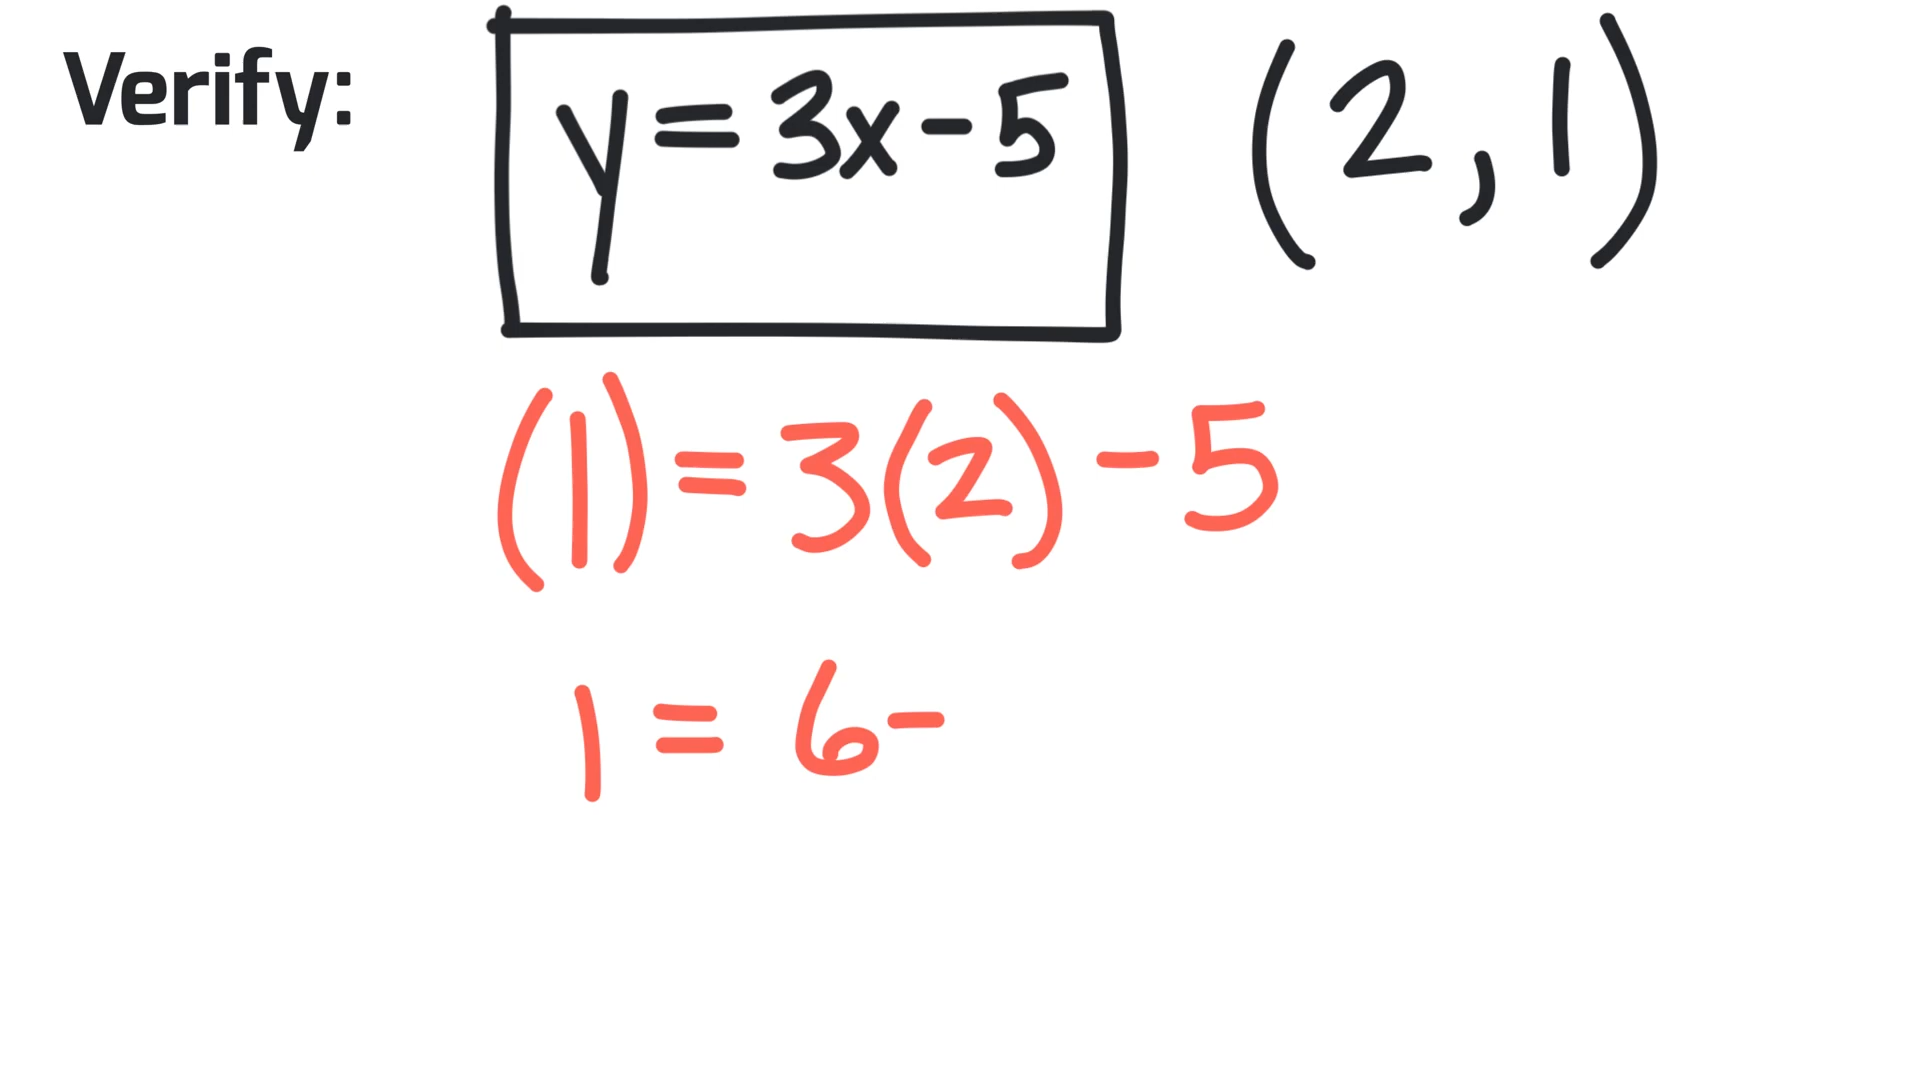 Verify: y = 3x - 5 (2, 1)
(1) = 3(2) - 5
1 = 6 -